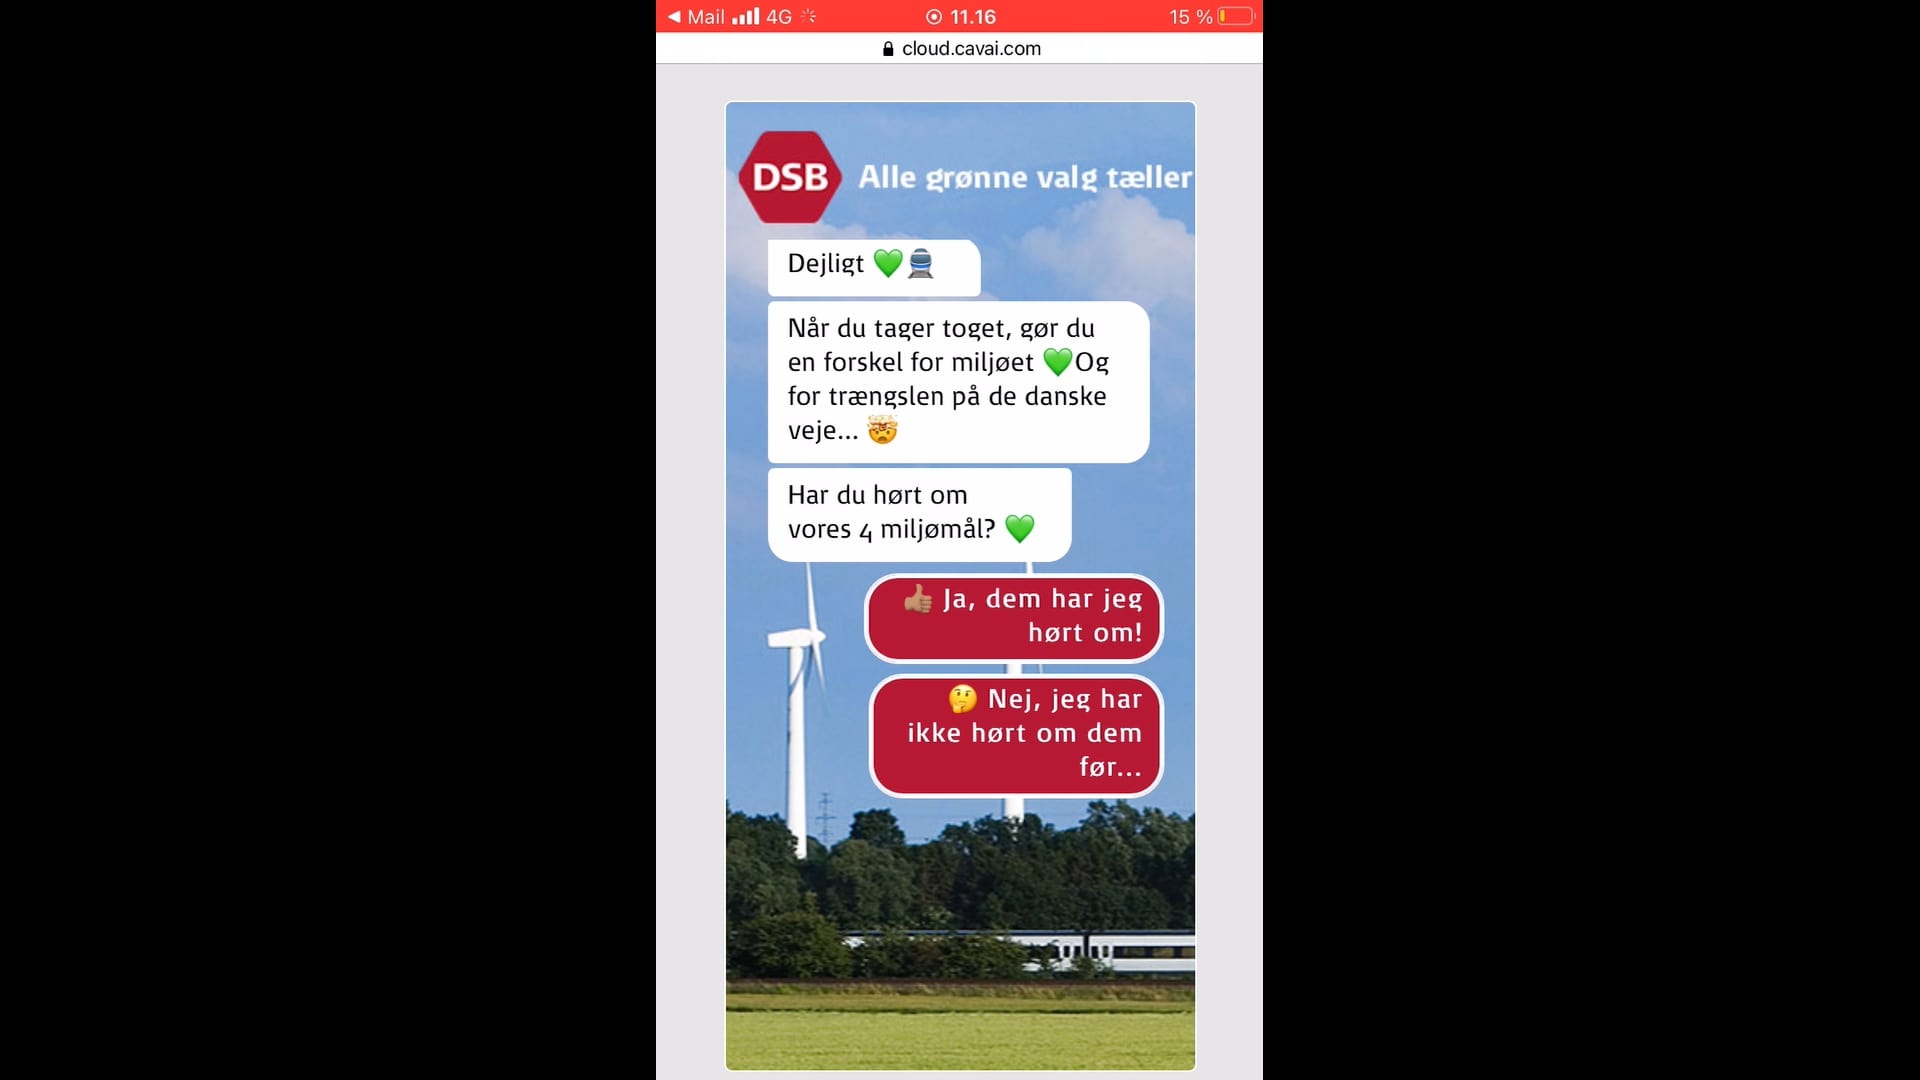 Mail 4G 11.16 15 %
cloud.cavai.com
DSB Alle grønne valg tæller
Dejligt 💚🚆
Når du tager toget, gør du
en forskel for miljøet 💚Og
for trængslen på de danske
veje... 🤯
Har du hørt om
vores 4 miljømål? 💚
👍🏽 Ja, dem har jeg
hørt om!
🤔 Nej, jeg har
ikke hørt om dem
før...